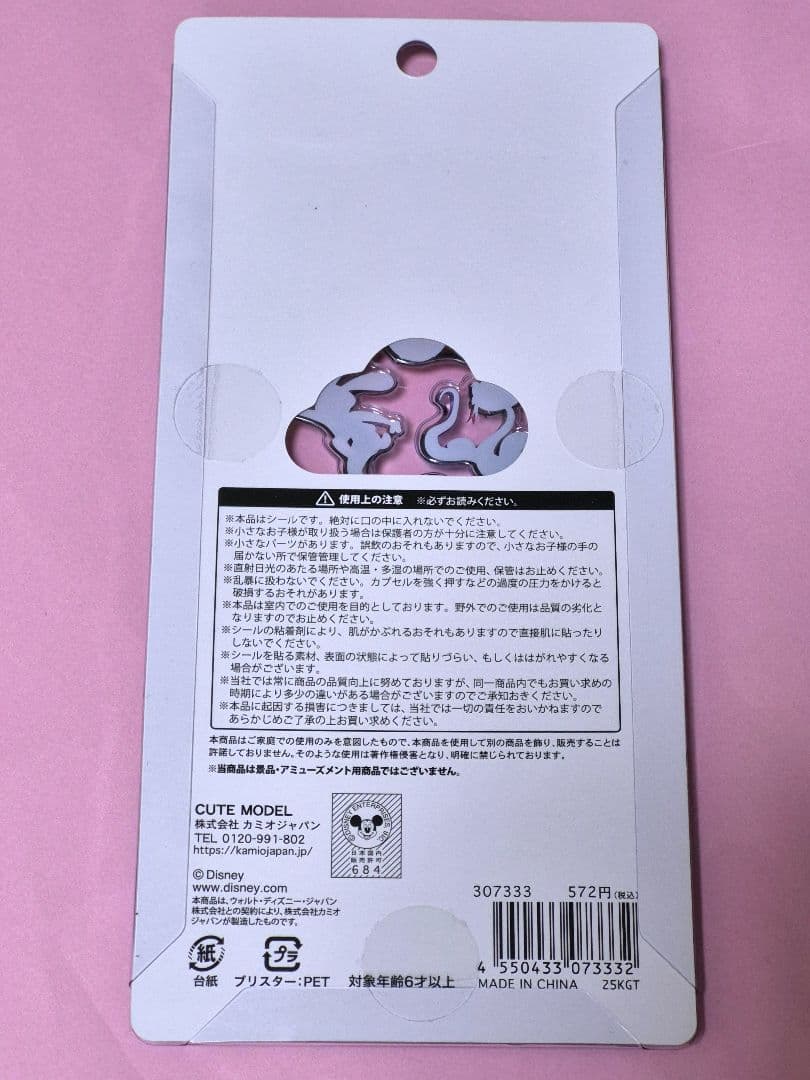 ⚠ 使用上の注意 ※必ずお読みください。
※本品はシールです。絶対に口の中に入れないでください。
※小さなお子様が取り扱う場合は保護者の方が十分に注意してください。
※小さなパーツがあります。誤飲のおそれもありますので、小さなお子様の手の
届かない所で保管管理してください。
※直射日光のあたる場所や高温・多湿の場所でのご使用、保管はお止めください。
※乱暴に扱わないでください。カプセルを強く押すなどの過度の圧力をかけると
破損するおそれがあります。
※本品は室内でのご使用を目的としております。野外でのご使用は品質の劣化と
なりますのでお止めください。
※シールの粘着剤により、肌がかぶれるおそれもありますので直接肌に貼ったり
しないでください。
※シールを貼る素材、表面の状態によって貼りづらい、もしくははがれやすくなる
場合がございます。
※当社では常に商品の品質向上に努めておりますが、同一商品内でもお買い求めの
時期により多少の違いがある場合がございますのでご承知おきください。
※本品に起因する損害につきましては、当社では一切の責任をおいかねますので
あらかじめご了承の上お買い求めください。
本商品はご家庭での使用のみを意図したもので、本商品を使用して別の商品を飾り、販売することは
許諾しておりません。そのような使用は著作権侵害となり、明確に禁じられております。
※当商品は景品・アミューズメント用商品ではございません。
CUTE MODEL
株式会社 カミオジャパン
TEL 0120-991-802
https://kamiojapan.jp/
©DISNEY ENTERPRISES, INC.
日本国内
販売許可
684
© Disney
www.disney.com
本商品は、ウォルト・ディズニー・ジャパン
株式会社との契約により、株式会社カミオ
ジャパンが製造したものです。
307333 572円(税込)
4 550433 073332
紙 プラ
台紙 ブリスター:PET 対象年齢6才以上 MADE IN CHINA 25KGT